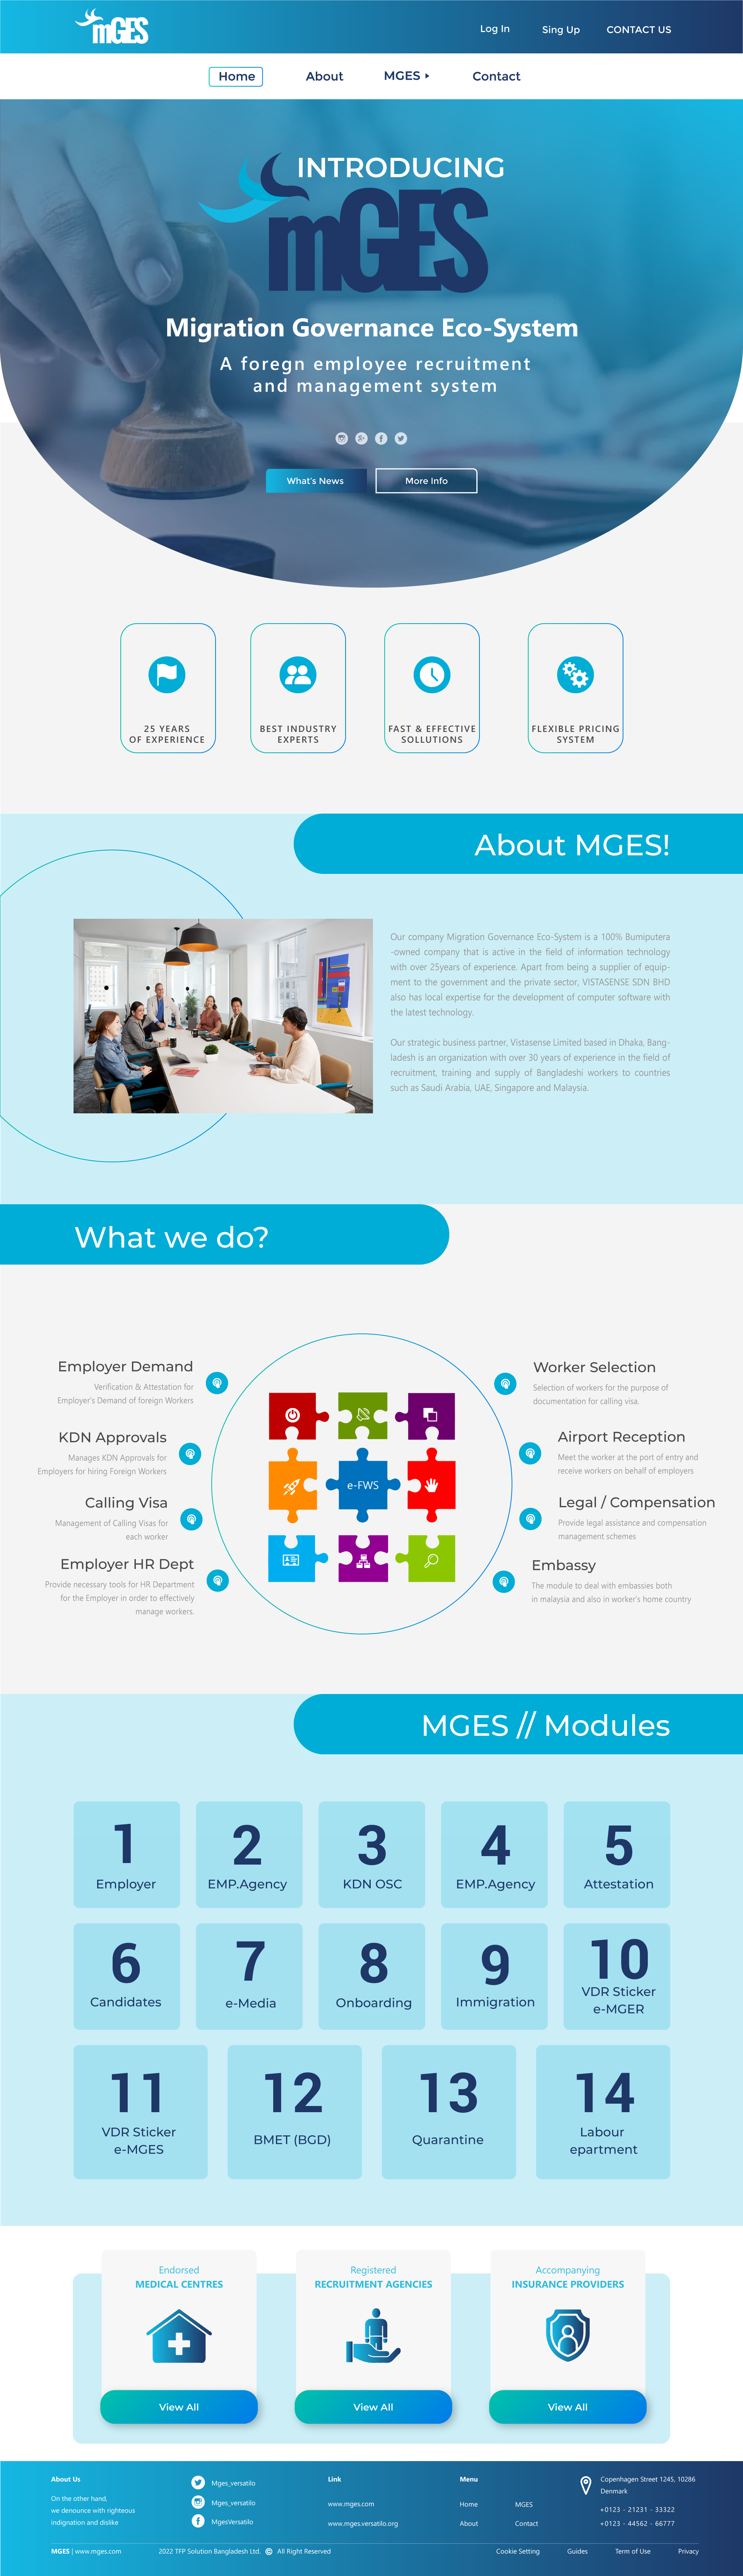 mGES
Log In
Sing Up
CONTACT US
Home
About
MGES
Contact
INTRODUCING
mGES
Migration Governance Eco-System
A foregn employee recruitment
and management system
What's News
More Info
25 YEARS
OF EXPERIENCE
BEST INDUSTRY
EXPERTS
FAST & EFFECTIVE
SOLLUTIONS
FLEXIBLE PRICING
SYSTEM
About MGES!
Our company Migration Governance Eco-System is a 100% Bumiputera
-owned company that is active in the field of information technology
with over 25years of experience. Apart from being a supplier of equip-
ment to the government and the private sector, VISTASENSE SDN BHD
also has local expertise for the development of computer software with
the latest technology.
Our strategic business partner, Vistasense Limited based in Dhaka, Bang-
ladesh is an organization with over 30 years of experience in the field of
recruitment, training and supply of Bangladeshi workers to countries
such as Saudi Arabia, UAE, Singapore and Malaysia.
What we do?
Employer Demand
Verification & Attestation for
Employer's Demand of foreign Workers
KDN Approvals
Manages KDN Approvals for
Employers for hiring Foreign Workers
Calling Visa
Management of Calling Visas for
each worker
Employer HR Dept
Provide necessary tools for HR Department
for the Employer in order to effectively
manage workers.
e-FWS
Worker Selection
Selection of workers for the purpose of
documentation for calling visa.
Airport Reception
Meet the worker at the port of entry and
receive workers on behalf of employers
Legal / Compensation
Provide legal assistance and compensation
management schemes
Embassy
The module to deal with embassies both
in malaysia and also in worker's home country
MGES // Modules
1
Employer
2
EMP.Agency
3
KDN OSC
4
EMP.Agency
5
Attestation
6
Candidates
7
e-Media
8
Onboarding
9
Immigration
10
VDR Sticker
e-MGER
11
VDR Sticker
e-MGES
12
BMET (BGD)
13
Quarantine
14
Labour
epartment
Endorsed
MEDICAL CENTRES
View All
Registered
RECRUITMENT AGENCIES
View All
Accompanying
INSURANCE PROVIDERS
View All
About Us
On the other hand,
we denounce with righteous
indignation and dislike
Mges_versatilo
Mges_versatilo
MgesVersatilo
Link
www.mges.com
www.mges.versatilo.org
Menu
Home
MGES
About
Contact
Copenhagen Street 1245, 10286
Denmark
+0123 - 21231 - 33322
+0123 - 44562 - 66777
MGES | www.mges.com
2022 TFP Solution Bangladesh Ltd. © All Right Reserved
Cookie Setting
Guides
Term of Use
Privacy